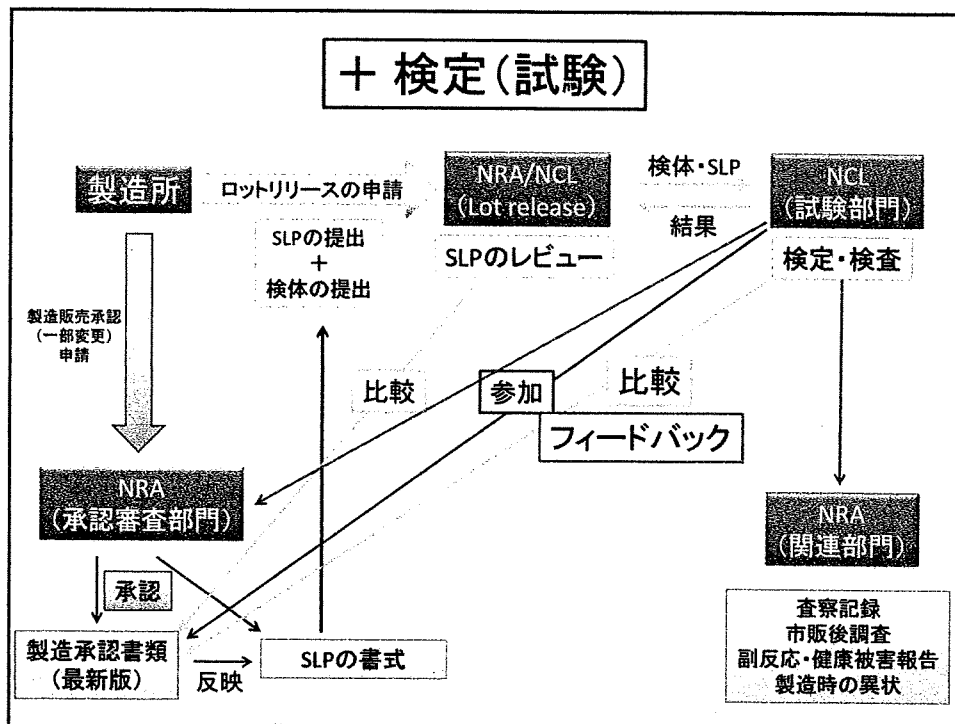 ＋ 検定（試験）
製造所
ロットリリースの申請
NRA/NCL
(Lot release)
検体・SLP
結果
NCL
（試験部門）
SLPの提出
＋
検体の提出
SLPのレビュー
検定・検査
製造販売承認
（一部変更）
申請
比較
参加
比較
フィードバック
NRA
（承認審査部門）
NRA
（関連部門）
承認
製造承認書類
（最新版）
反映
SLPの書式
査察記録
市販後調査
副反応・健康被害報告
製造時の異状